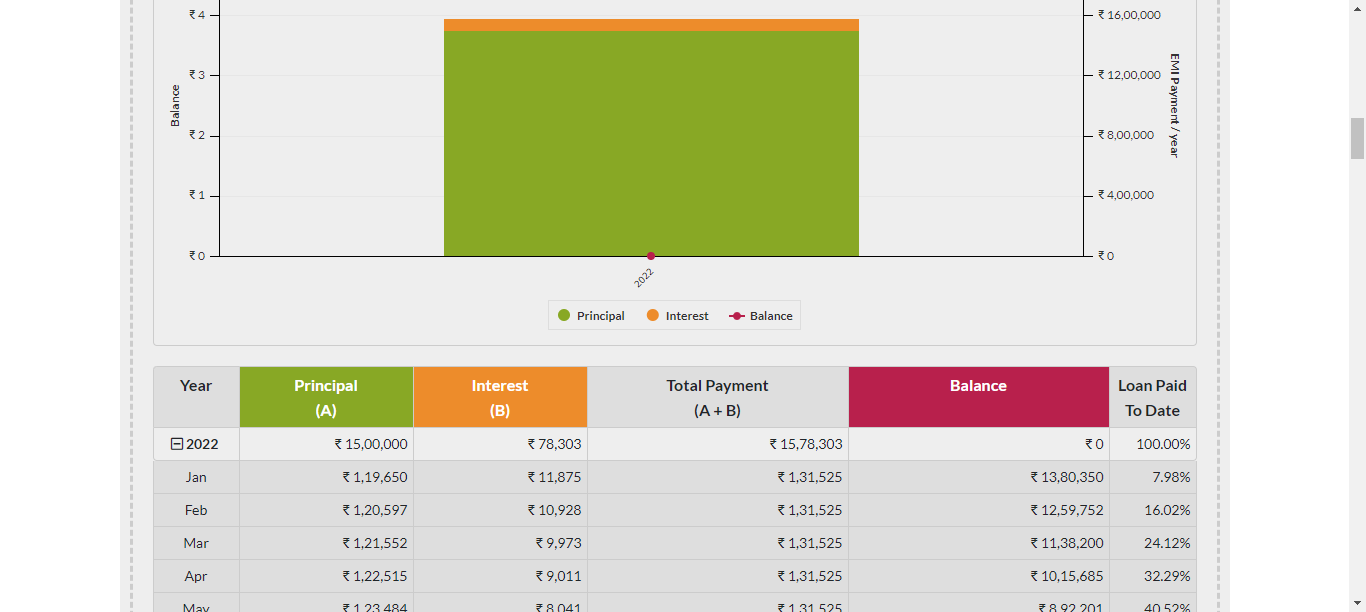 ₹ 4
₹ 16,00,000
₹ 3
₹ 12,00,000
Balance
EMI Payment / year
₹ 2
₹ 8,00,000
₹ 1
₹ 4,00,000
₹ 0
₹ 0
2022
Principal Interest Balance
Year Principal Interest Total Payment Balance Loan Paid
(A) (B) (A + B) To Date
2022 ₹ 15,00,000 ₹ 78,303 ₹ 15,78,303 ₹ 0 100.00%
Jan ₹ 1,19,650 ₹ 11,875 ₹ 1,31,525 ₹ 13,80,350 7.98%
Feb ₹ 1,20,597 ₹ 10,928 ₹ 1,31,525 ₹ 12,59,752 16.02%
Mar ₹ 1,21,552 ₹ 9,973 ₹ 1,31,525 ₹ 11,38,200 24.12%
Apr ₹ 1,22,515 ₹ 9,011 ₹ 1,31,525 ₹ 10,15,685 32.29%
May ₹ 1,23,484 ₹ 8,041 ₹ 1,31,525 ₹ 8,92,201 40.52%